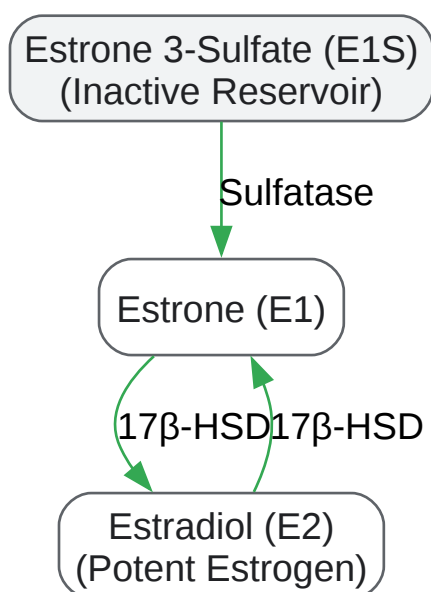 Estrone 3-Sulfate (E1S)
(Inactive Reservoir)
Sulfatase
Estrone (E1)
17β-HSD
17β-HSD
Estradiol (E2)
(Potent Estrogen)